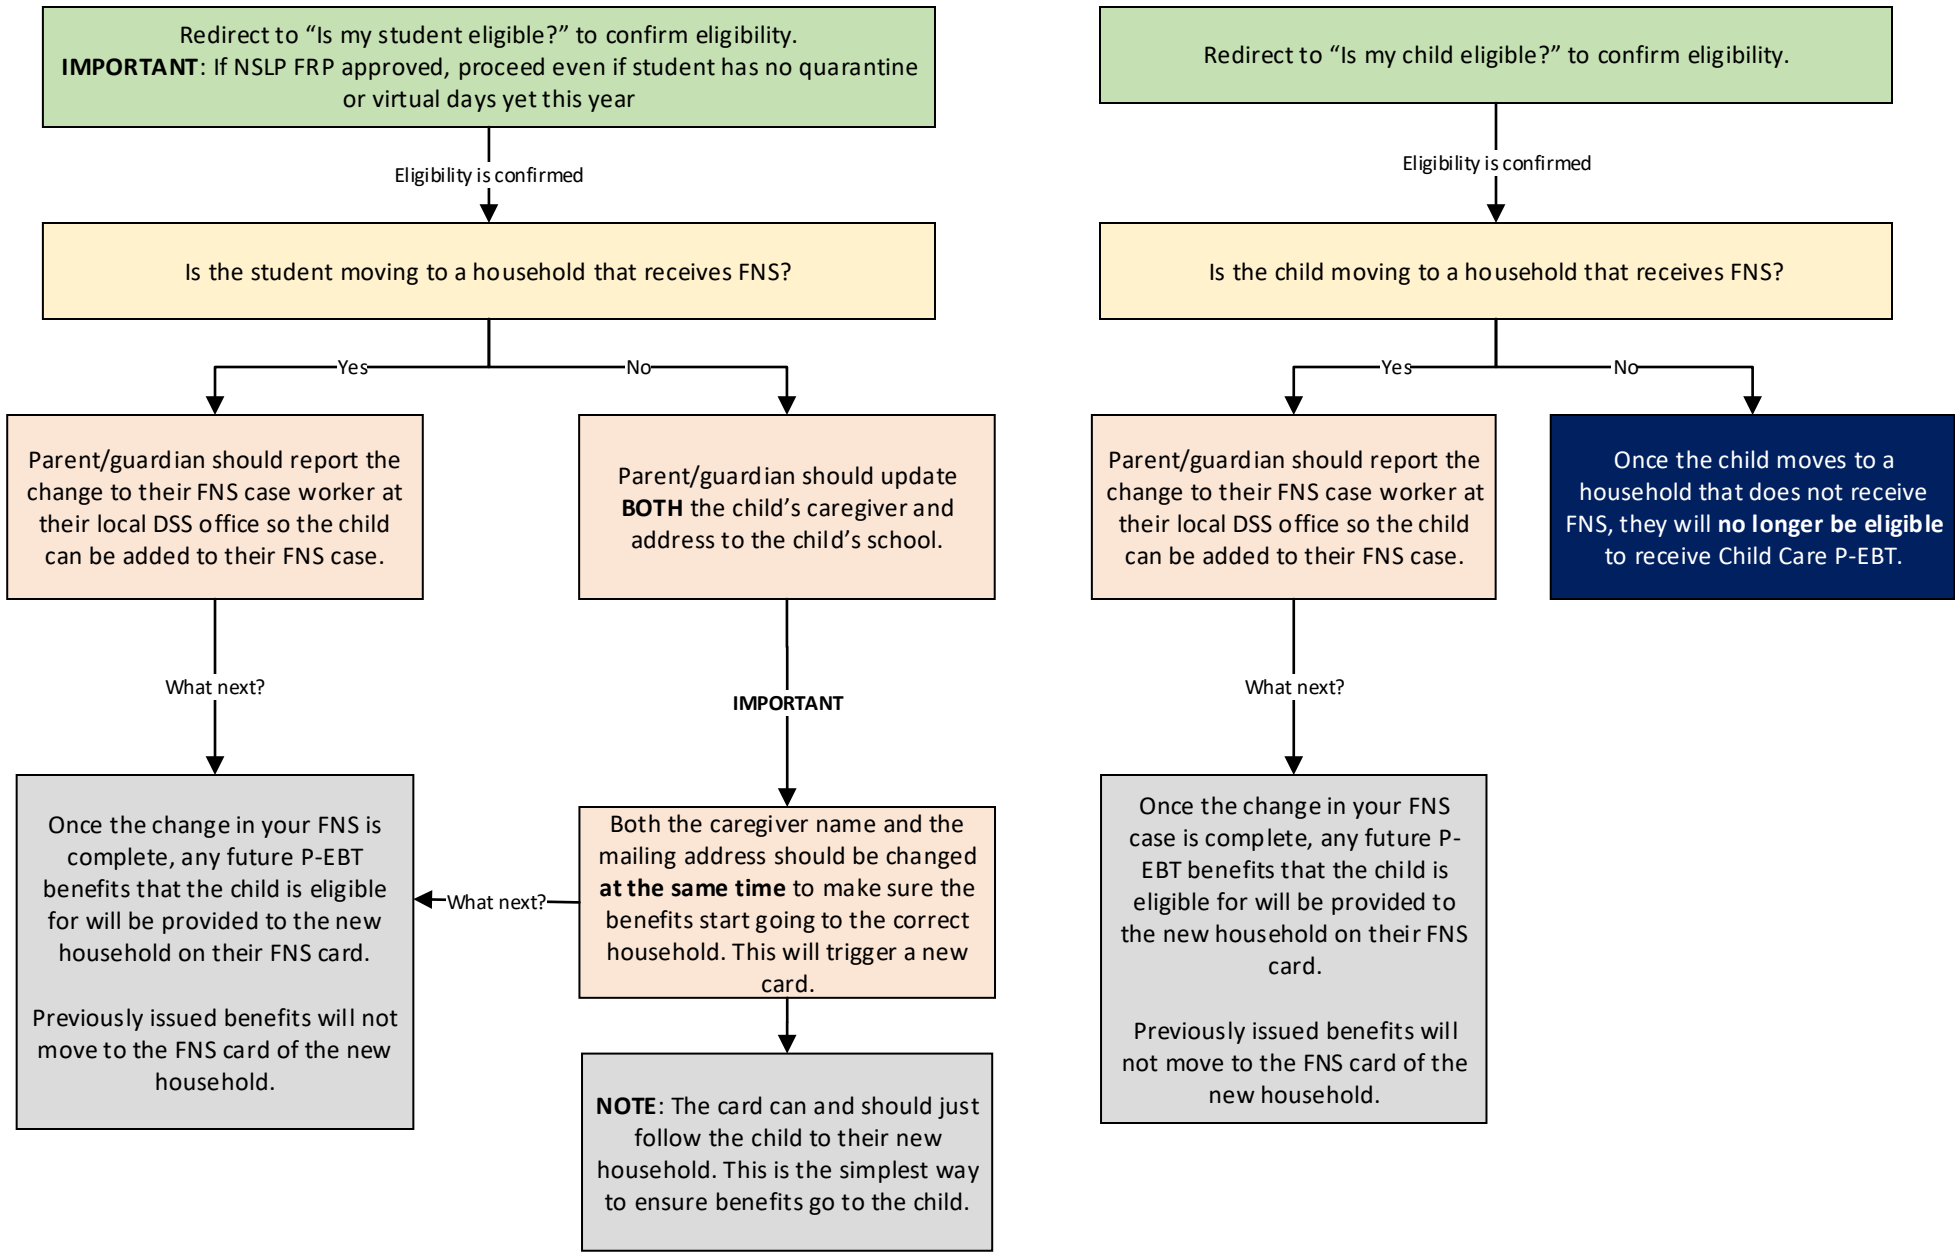 Redirect to “Is my student eligible?” to confirm eligibility.
IMPORTANT: If NSLP FRP approved, proceed even if student has no quarantine
or virtual days yet this year
Eligibility is confirmed
Is the student moving to a household that receives FNS?
Yes
No
Parent/guardian should report the
change to their FNS case worker at
their local DSS office so the child
can be added to their FNS case.
Parent/guardian should update
BOTH the child’s caregiver and
address to the child’s school.
What next?
IMPORTANT
Once the change in your FNS is
complete, any future P-EBT
benefits that the child is eligible
for will be provided to the new
household on their FNS card.
Previously issued benefits will not
move to the FNS card of the new
household.
What next?
Both the caregiver name and the
mailing address should be changed
at the same time to make sure the
benefits start going to the correct
household. This will trigger a new
card.
NOTE: The card can and should just
follow the child to their new
household. This is the simplest way
to ensure benefits go to the child.
Redirect to “Is my child eligible?” to confirm eligibility.
Eligibility is confirmed
Is the child moving to a household that receives FNS?
Yes
No
Parent/guardian should report the
change to their FNS case worker at
their local DSS office so the child
can be added to their FNS case.
Once the child moves to a
household that does not receive
FNS, they will no longer be eligible
to receive Child Care P-EBT.
What next?
Once the change in your FNS
case is complete, any future P-
EBT benefits that the child is
eligible for will be provided to
the new household on their FNS
card.
Previously issued benefits will
not move to the FNS card of the
new household.